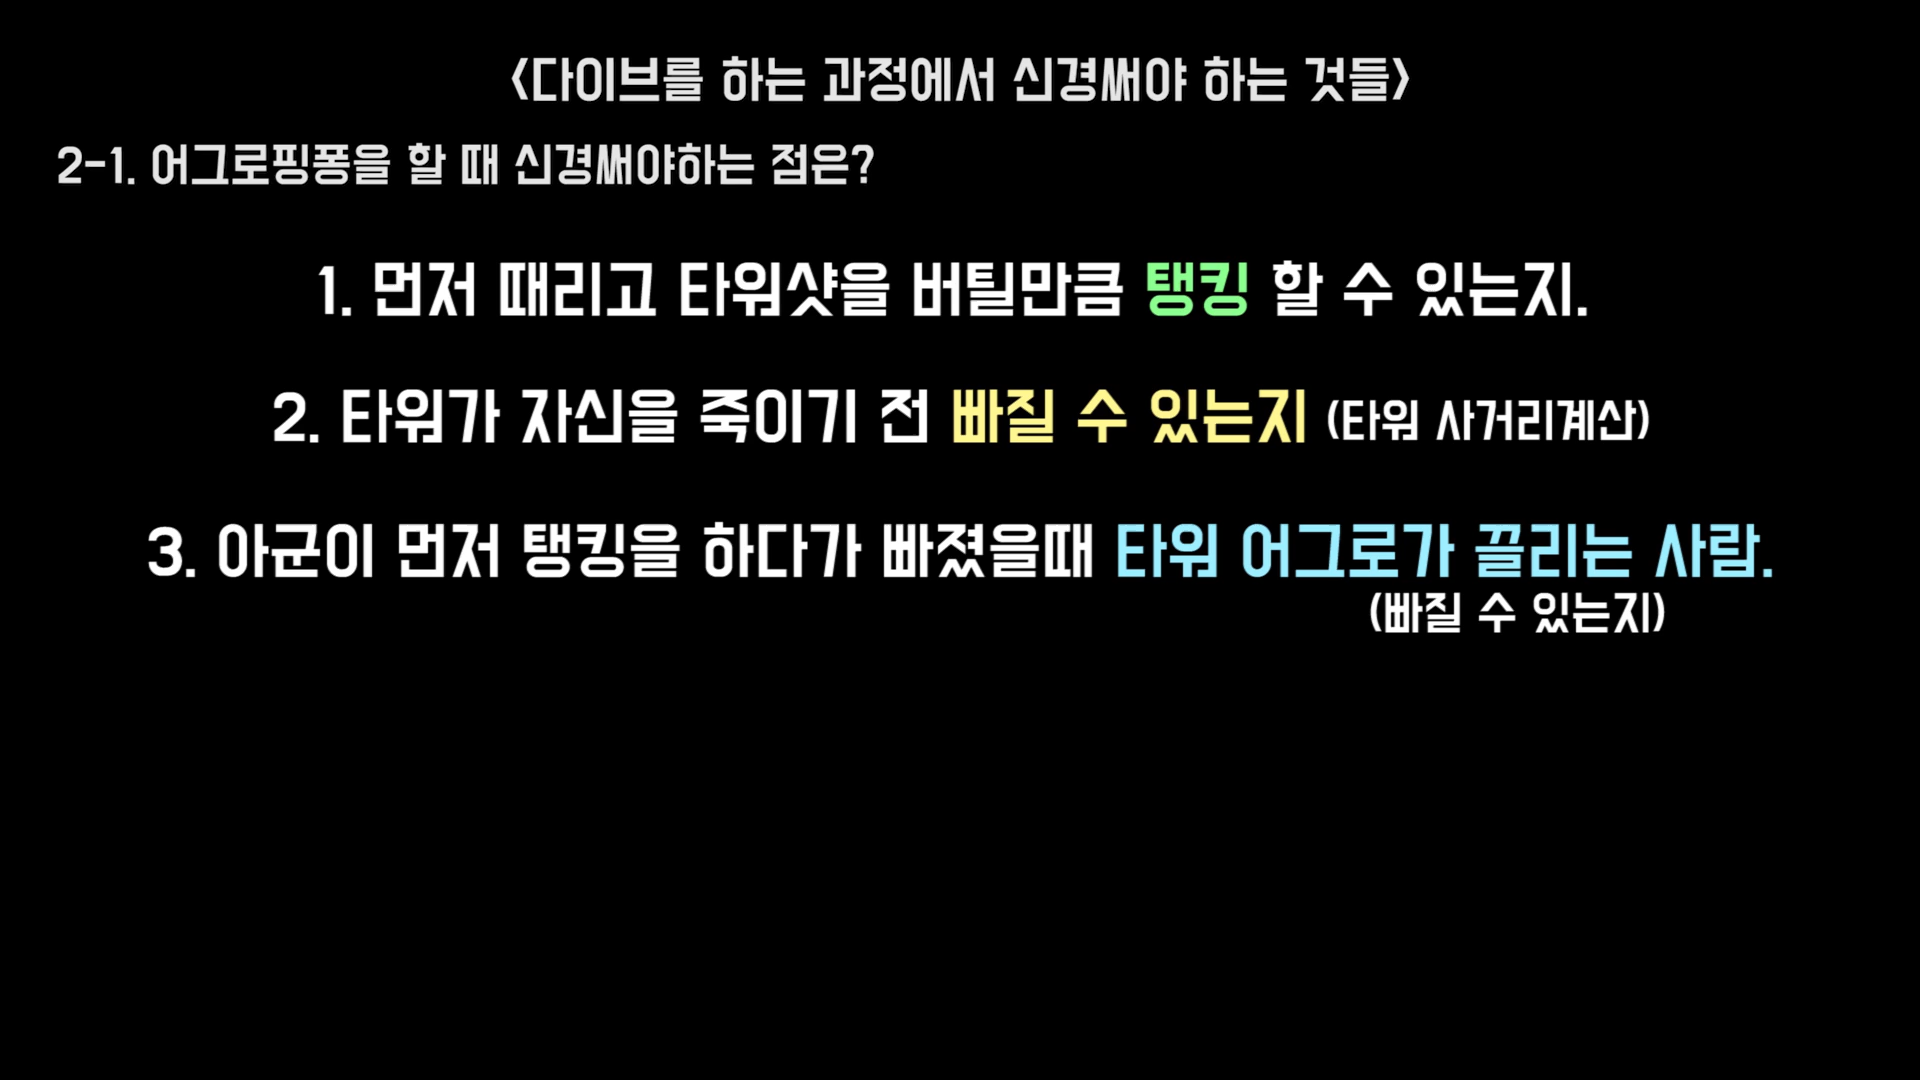 <다이브를 하는 과정에서 신경써야 하는 것들>
2-1. 어그로핑퐁을 할 때 신경써야하는 점은?
1. 먼저 때리고 타워샷을 버틸만큼 탱킹 할 수 있는지.
2. 타워가 자신을 죽이기 전 빠질 수 있는지 (타워 사거리계산)
3. 아군이 먼저 탱킹을 하다가 빠졌을때 타워 어그로가 끌리는 사람.
(빠질 수 있는지)